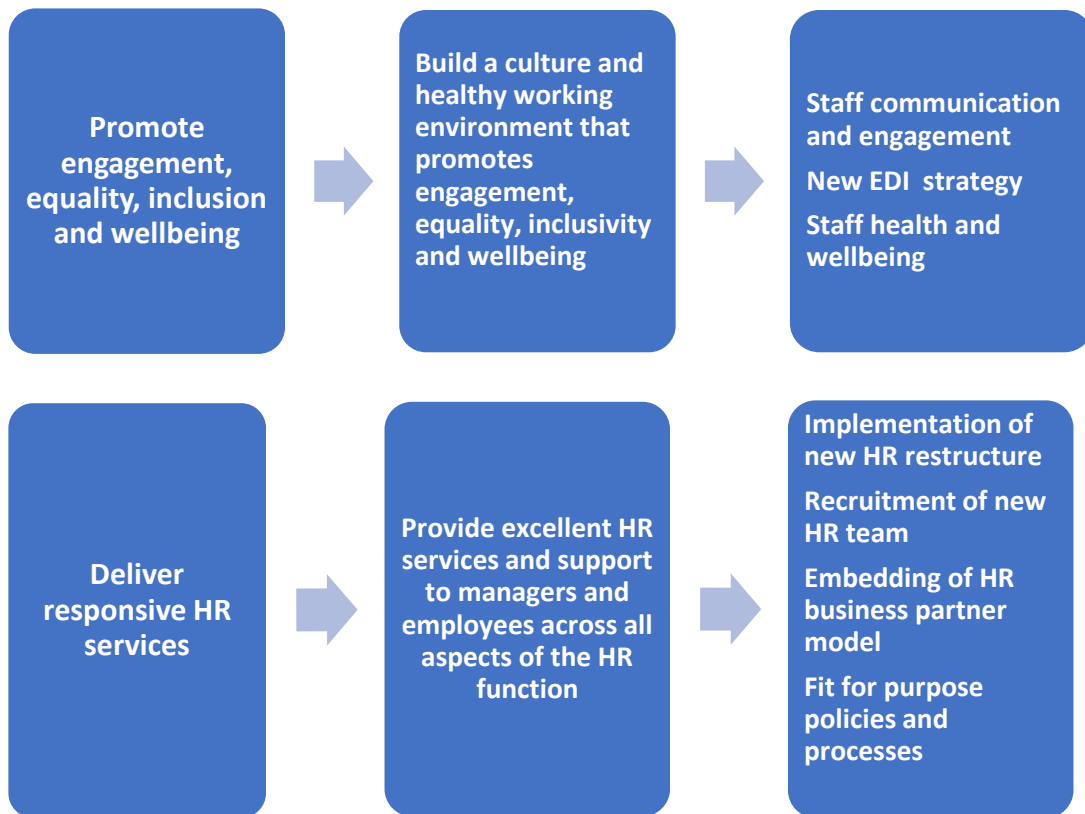 Promote
engagement,
equality, inclusion
and wellbeing
Build a culture and
healthy working
environment that
promotes
engagement,
equality, inclusivity
and wellbeing
Staff communication
and engagement
New EDI  strategy
Staff health and
wellbeing
Deliver
responsive HR
services
Provide excellent HR
services and support
to managers and
employees across all
aspects of the HR
function
Implementation of
new HR restructure
Recruitment of new
HR team
Embedding of HR
business partner
model
Fit for purpose
policies and
processes